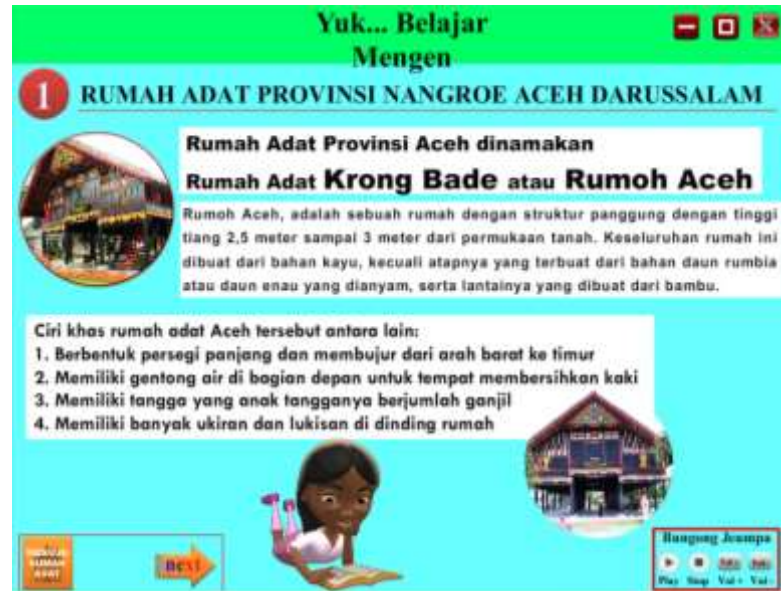 Yuk... Belajar
Mengen
1 RUMAH ADAT PROVINSI NANGROE ACEH DARUSSALAM
Rumah Adat Provinsi Aceh dinamakan
Rumah Adat Krong Bade atau Rumoh Aceh
Rumoh Aceh, adalah sebuah rumah dengan struktur panggung dengan tinggi
tiang 2,5 meter sampai 3 meter dari permukaan tanah. Keseluruhan rumah ini
dibuat dari bahan kayu, kecuali atapnya yang terbuat dari bahan daun rumbia
atau daun enau yang dianyam, serta lantainya yang dibuat dari bambu.
Ciri khas rumah adat Aceh tersebut antara lain:
1. Berbentuk persegi panjang dan membujur dari arah barat ke timur
2. Memiliki gentong air di bagian depan untuk tempat membersihkan kaki
3. Memiliki tangga yang anak tangganya berjumlah ganjil
4. Memiliki banyak ukiran dan lukisan di dinding rumah
RUMAH
ADAT
next
Bungong Jeumpa
Play Stop Vol + Vol -